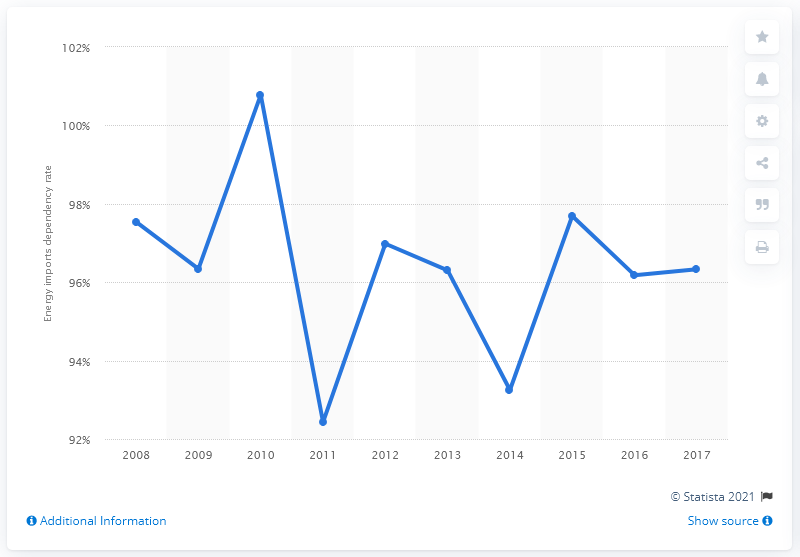 102%
100%
98%
96%
94%
92%
Energy imports dependency rate
2008 2009 2010 2011 2012 2013 2014 2015 2016 2017
© Statista 2021
Additional Information
Show source